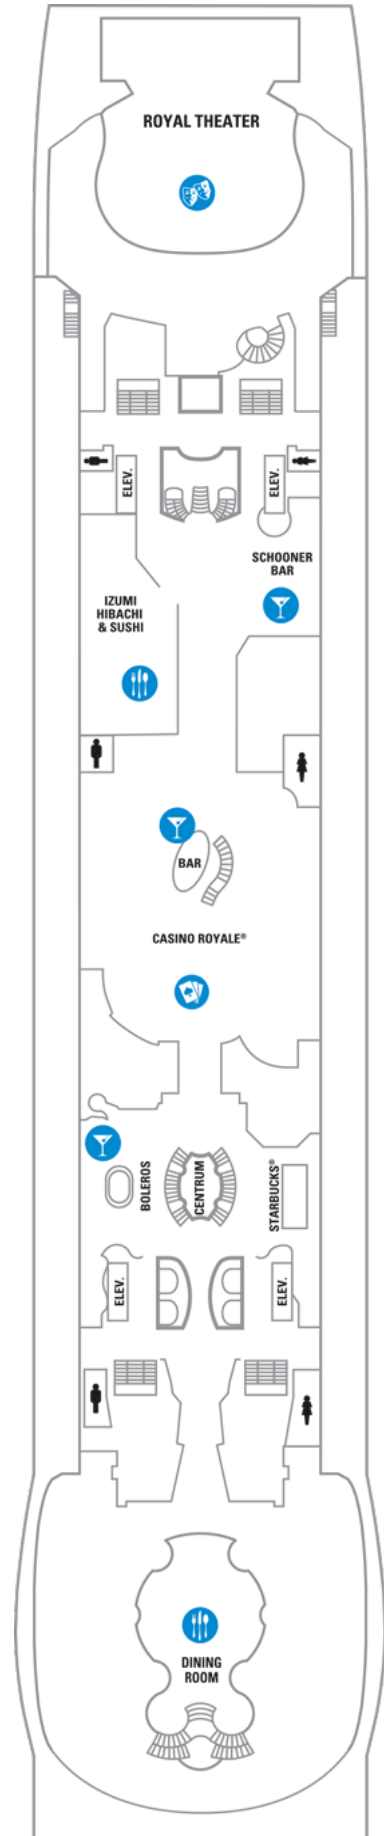 ROYAL THEATER
ELEV.
ELEV.
SCHOONER
BAR
IZUMI
HIBACHI
& SUSHI
BAR
CASINO ROYALE®
BOLEROS
CENTRUM
STARBUCKS®
ELEV.
ELEV.
DINING
ROOM